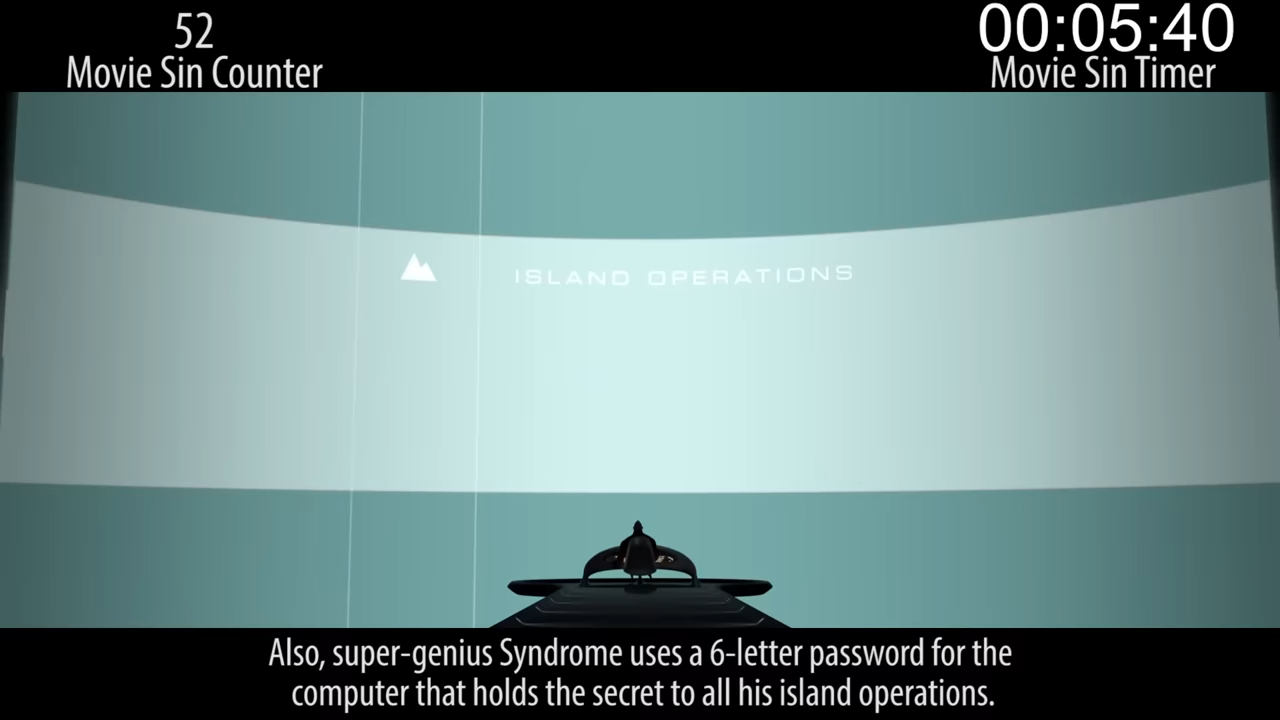 52
Movie Sin Counter
00:05:40
Movie Sin Timer
ISLAND OPERATIONS
Also, super-genius Syndrome uses a 6-letter password for the
computer that holds the secret to all his island operations.